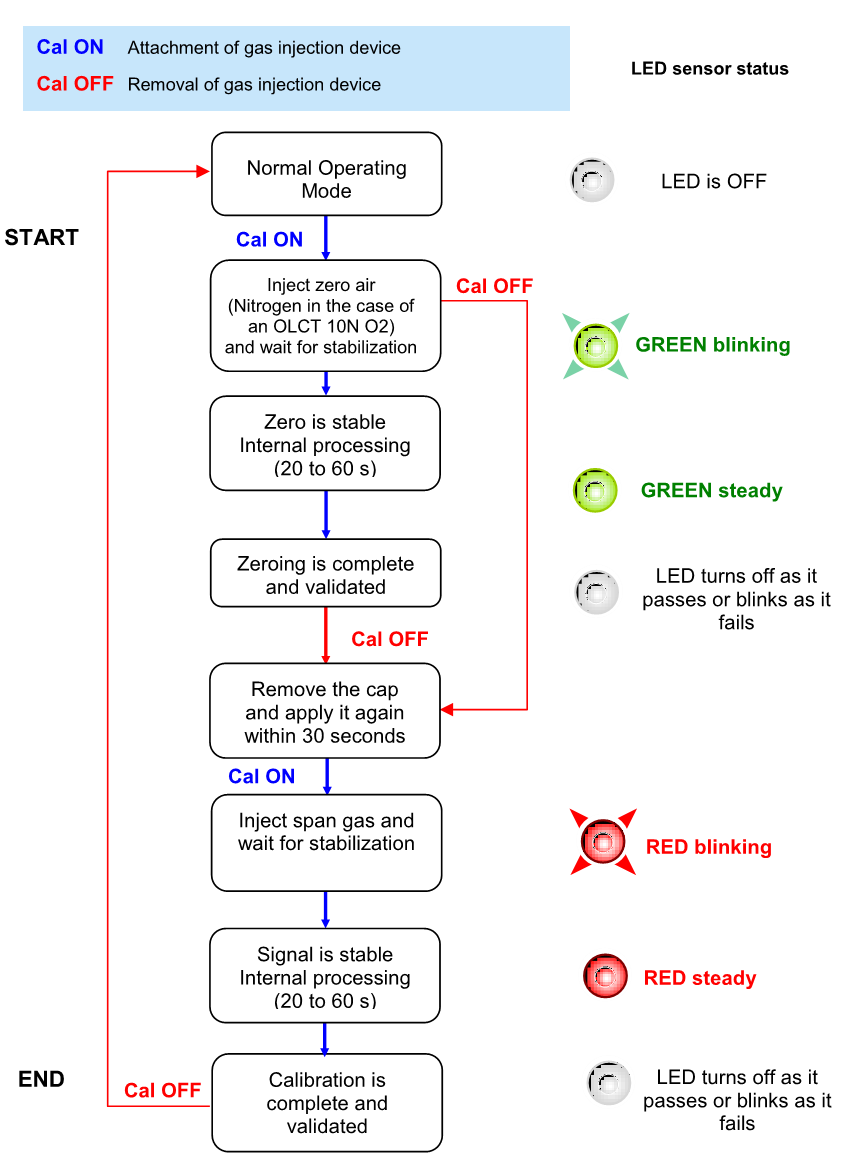 Cal ON Attachment of gas injection device
Cal OFF Removal of gas injection device
LED sensor status
Normal Operating
Mode
LED is OFF
START
Cal ON
Inject zero air
(Nitrogen in the case of
an OLCT 10N O2)
and wait for stabilization
Cal OFF
GREEN blinking
Zero is stable
Internal processing
(20 to 60 s)
GREEN steady
Zeroing is complete
and validated
LED turns off as it
passes or blinks as it
fails
Cal OFF
Remove the cap
and apply it again
within 30 seconds
Cal ON
Inject span gas and
wait for stabilization
RED blinking
Signal is stable
Internal processing
(20 to 60 s)
RED steady
END
Cal OFF
Calibration is
complete and
validated
LED turns off as it
passes or blinks as it
fails